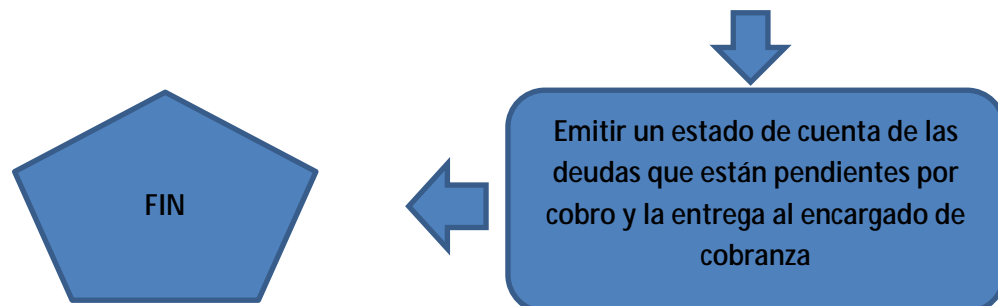 Emitir un estado de cuenta de las
deudas que están pendientes por
cobro y la entrega al encargado de
cobranza
FIN